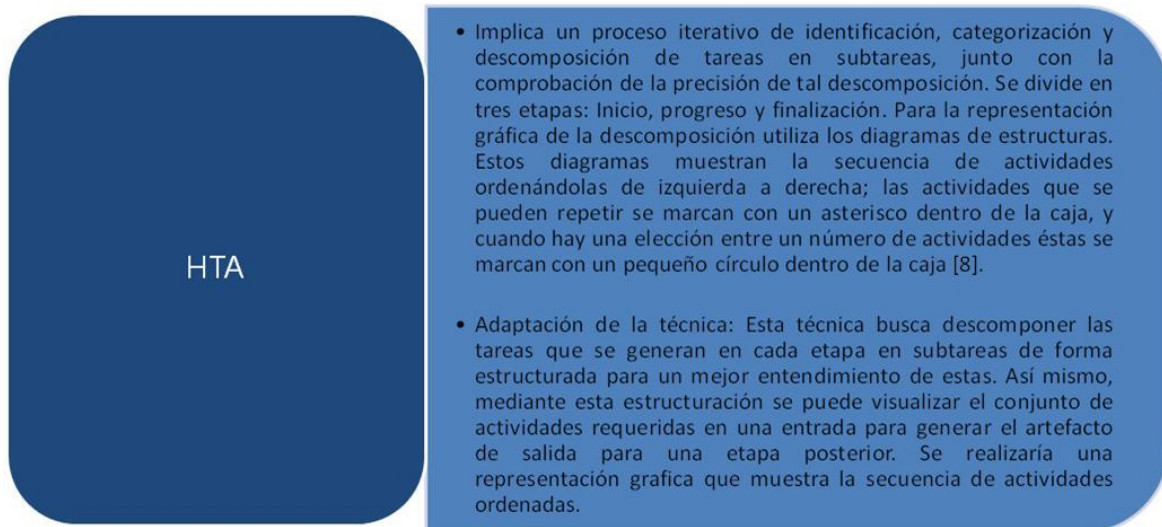 HTA
• Implica un proceso iterativo de identificación, categorización y
descomposición de tareas en subtareas, junto con la
comprobación de la precisión de tal descomposición. Se divide en
tres etapas: Inicio, progreso y finalización. Para la representación
gráfica de la descomposición utiliza los diagramas de estructuras.
Estos diagramas muestran la secuencia de actividades
ordenándolas de izquierda a derecha; las actividades que se
pueden repetir se marcan con un asterisco dentro de la caja, y
cuando hay una elección entre un número de actividades éstas se
marcan con un pequeño círculo dentro de la caja [8].
• Adaptación de la técnica: Esta técnica busca descomponer las
tareas que se generan en cada etapa en subtareas de forma
estructurada para un mejor entendimiento de estas. Así mismo,
mediante esta estructuración se puede visualizar el conjunto de
actividades requeridas en una entrada para generar el artefacto
de salida para una etapa posterior. Se realizaría una
representación grafica que muestra la secuencia de actividades
ordenadas.